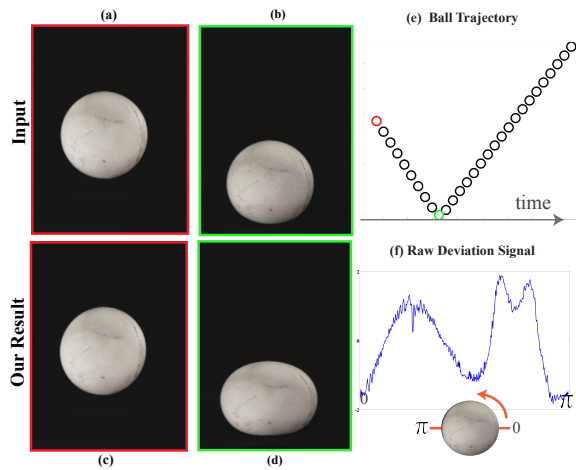 (a)
(b)
(e) Ball Trajectory
Input
time
(f) Raw Deviation Signal
Our Result
2
0
-2
0
π
π
0
(c)
(d)